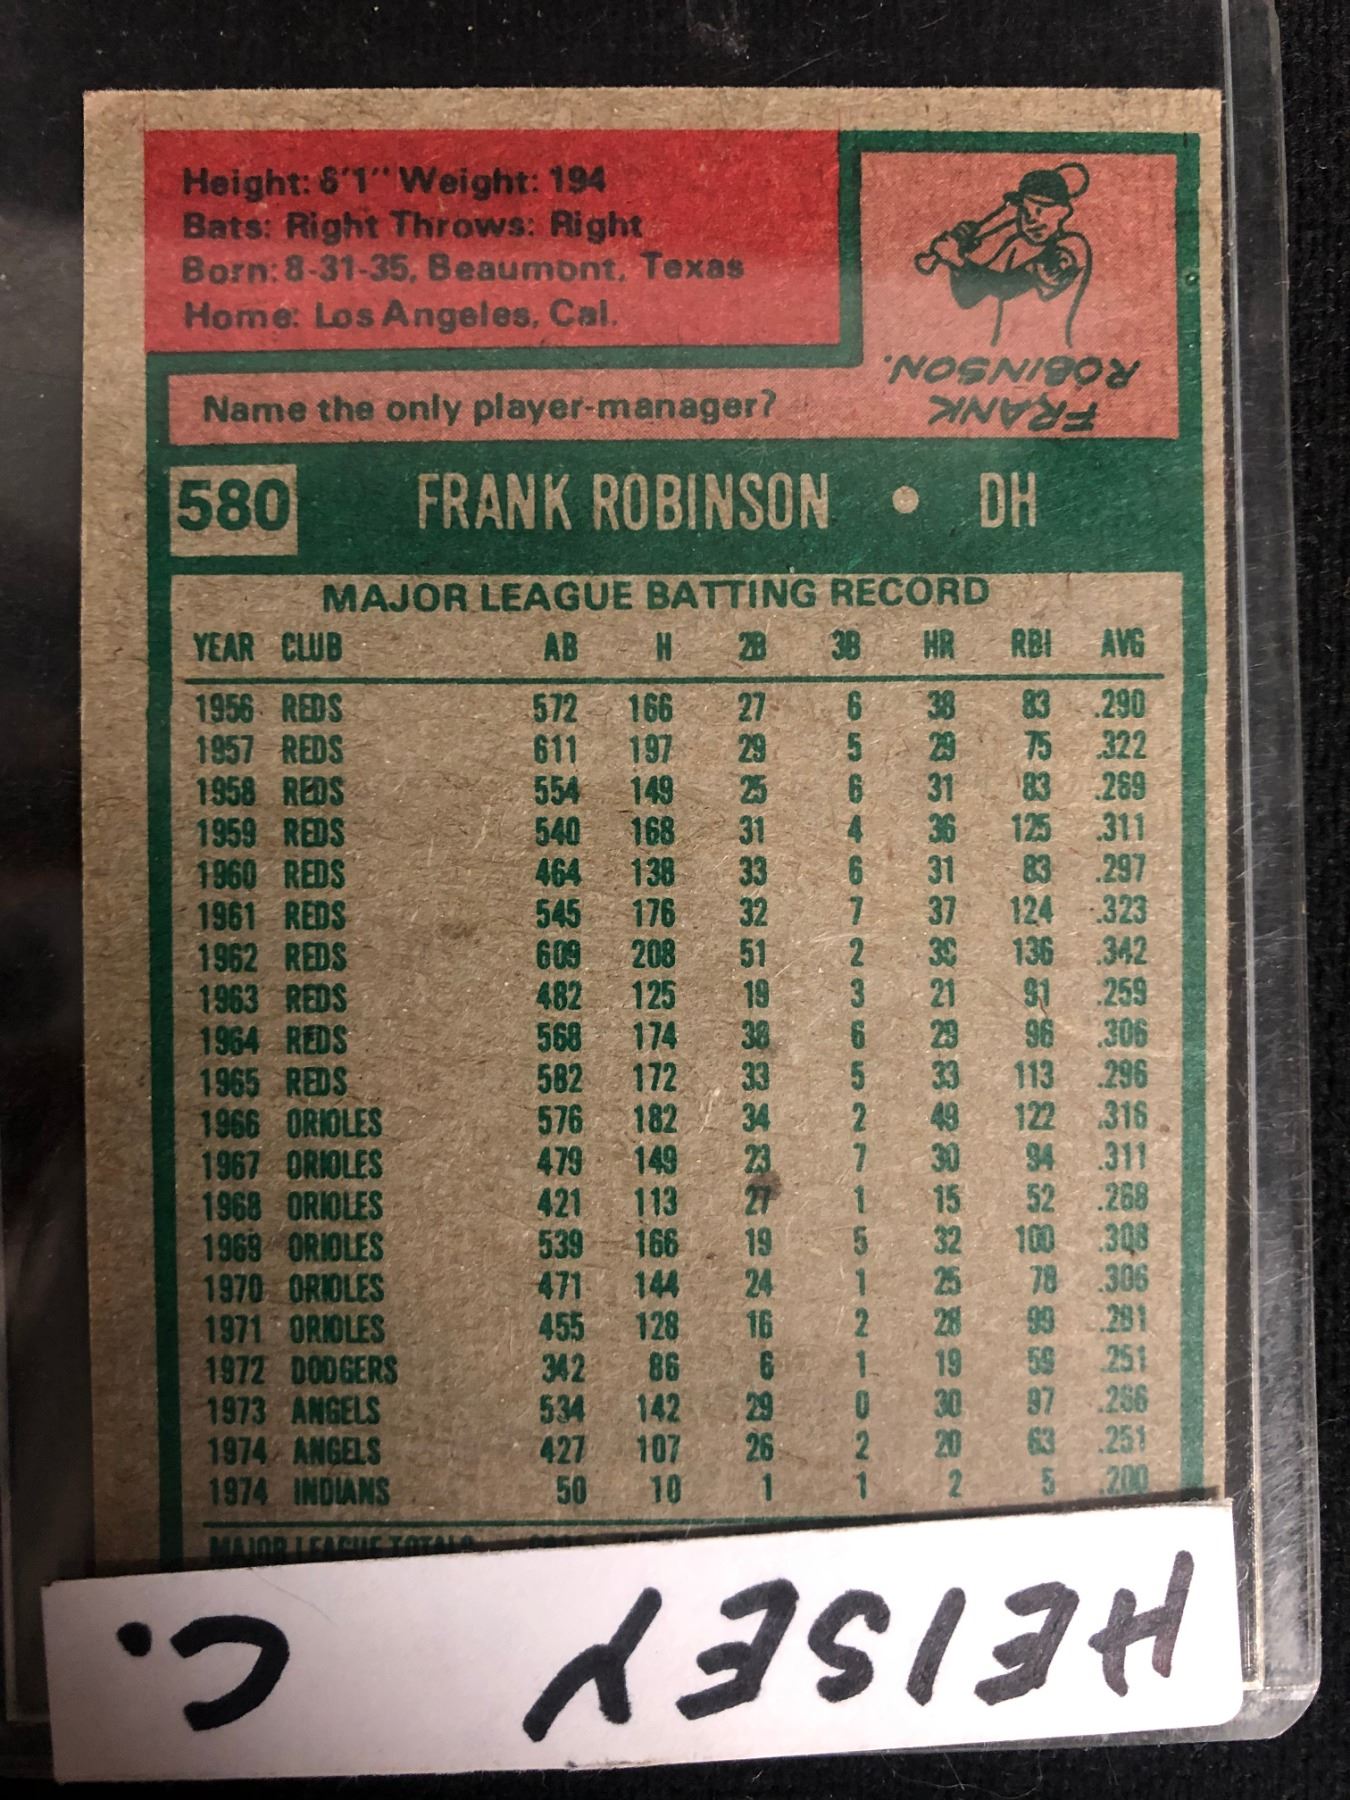 Height: 6'1" Weight: 194
Bats: Right Throws: Right
Born: 8-31-35, Beaumont, Texas
Home: Los Angeles, Cal.
Name the only player-manager?
FRANK
ROBINSON.
580 FRANK ROBINSON • DH
MAJOR LEAGUE BATTING RECORD
YEAR CLUB AB H 2B 3B HR RBI AVG
1956 REDS 572 166 27 6 38 83 .290
1957 REDS 611 197 29 5 29 75 .322
1958 REDS 554 149 25 6 31 83 .269
1959 REDS 540 168 31 4 36 125 .311
1960 REDS 464 138 33 6 31 83 .297
1961 REDS 545 176 32 7 37 124 .323
1962 REDS 609 208 51 2 39 136 .342
1963 REDS 482 125 19 3 21 91 .259
1964 REDS 568 174 38 6 29 96 .306
1965 REDS 582 172 33 5 33 113 .296
1966 ORIOLES 576 182 34 2 49 122 .316
1967 ORIOLES 479 149 23 7 30 94 .311
1968 ORIOLES 421 113 27 1 15 52 .268
1969 ORIOLES 539 166 19 5 32 100 .308
1970 ORIOLES 471 144 24 1 25 78 .306
1971 ORIOLES 455 128 16 2 28 99 .281
1972 DODGERS 342 86 6 1 19 59 .251
1973 ANGELS 534 142 29 0 30 97 .266
1974 ANGELS 427 107 26 2 20 63 .251
1974 INDIANS 50 10 1 1 2 5 .200
MAJOR LEAGUE TOTALS
HEISEY C.